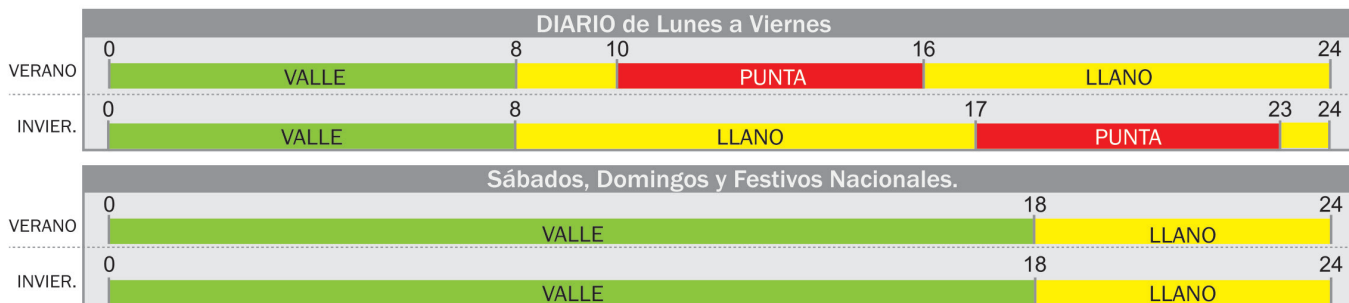 DIARIO de Lunes a Viernes
0 8 10 16 24
VERANO VALLE PUNTA LLANO
0 8 17 23 24
INVIER. VALLE LLANO PUNTA
Sábados, Domingos y Festivos Nacionales.
0 18 24
VERANO VALLE LLANO
0 18 24
INVIER. VALLE LLANO